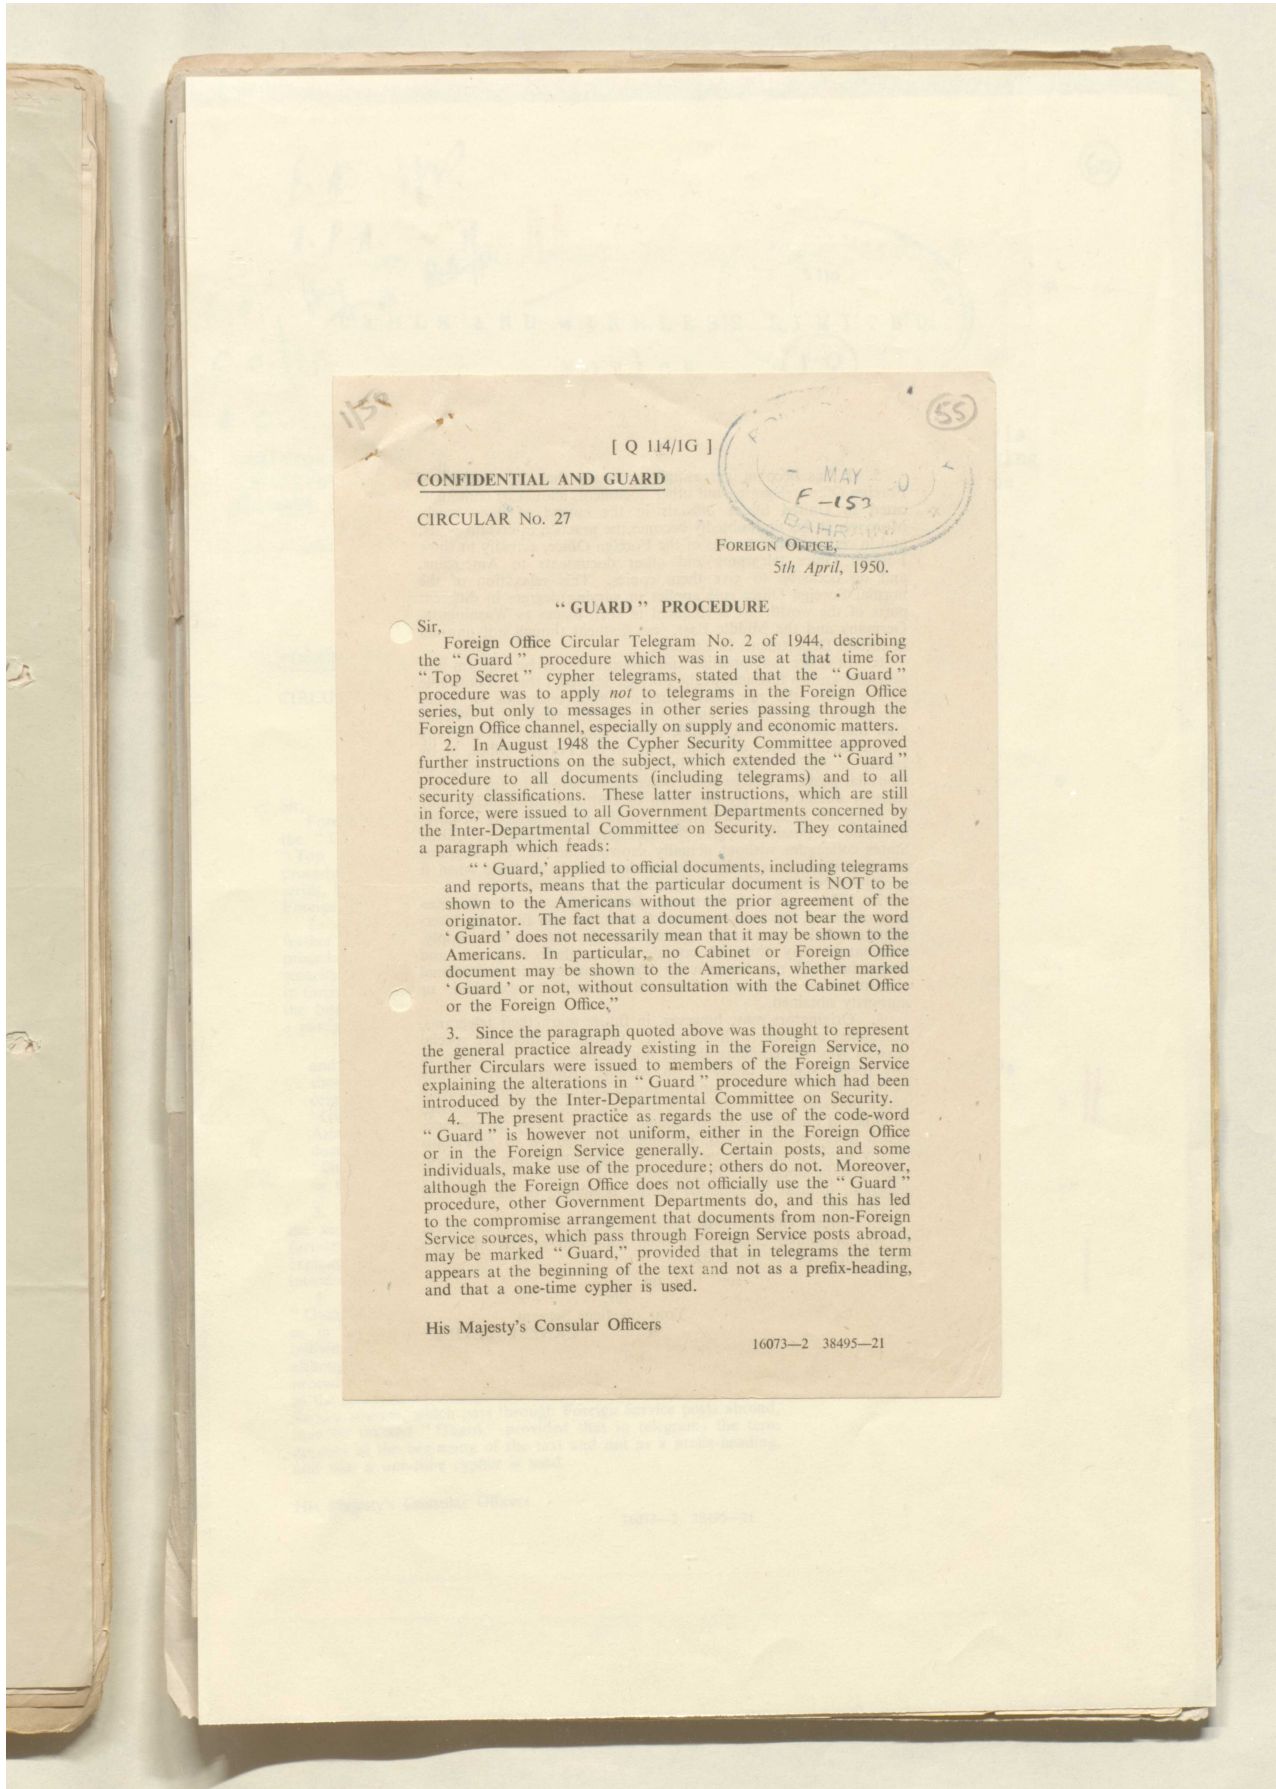 1/50
55
[ Q 114/1G ]
CONFIDENTIAL AND GUARD
MAY 50
F-153
BAHRAIN
CIRCULAR No. 27
FOREIGN OFFICE,
5th April, 1950.
“ GUARD ” PROCEDURE
Sir,
Foreign Office Circular Telegram No. 2 of 1944, describing
the “ Guard ” procedure which was in use at that time for
“ Top Secret ” cypher telegrams, stated that the “ Guard ”
procedure was to apply not to telegrams in the Foreign Office
series, but only to messages in other series passing through the
Foreign Office channel, especially on supply and economic matters.
2. In August 1948 the Cypher Security Committee approved
further instructions on the subject, which extended the “ Guard ”
procedure to all documents (including telegrams) and to all
security classifications. These latter instructions, which are still
in force, were issued to all Government Departments concerned by
the Inter-Departmental Committee on Security. They contained
a paragraph which reads:
“ ‘ Guard,’ applied to official documents, including telegrams
and reports, means that the particular document is NOT to be
shown to the Americans without the prior agreement of the
originator. The fact that a document does not bear the word
‘ Guard ’ does not necessarily mean that it may be shown to the
Americans. In particular, no Cabinet or Foreign Office
document may be shown to the Americans, whether marked
‘ Guard ’ or not, without consultation with the Cabinet Office
or the Foreign Office,”
3. Since the paragraph quoted above was thought to represent
the general practice already existing in the Foreign Service, no
further Circulars were issued to members of the Foreign Service
explaining the alterations in “ Guard ” procedure which had been
introduced by the Inter-Departmental Committee on Security.
4. The present practice as regards the use of the code-word
“ Guard ” is however not uniform, either in the Foreign Office
or in the Foreign Service generally. Certain posts, and some
individuals, make use of the procedure; others do not. Moreover,
although the Foreign Office does not officially use the “ Guard ”
procedure, other Government Departments do, and this has led
to the compromise arrangement that documents from non-Foreign
Service sources, which pass through Foreign Service posts abroad,
may be marked “ Guard,” provided that in telegrams the term
appears at the beginning of the text and not as a prefix-heading,
and that a one-time cypher is used.
His Majesty’s Consular Officers
16073—2 38495—21